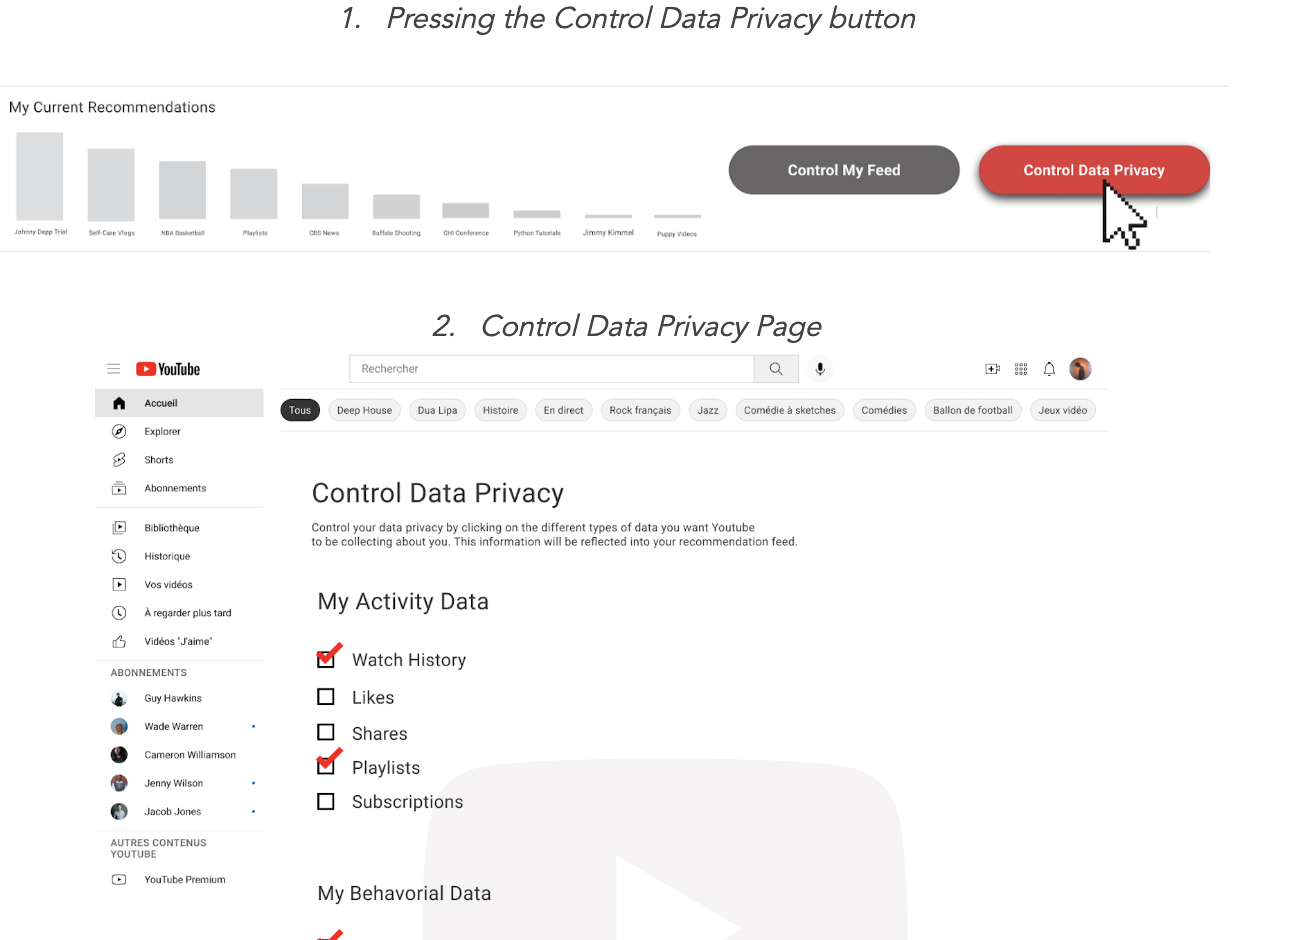 1. Pressing the Control Data Privacy button
My Current Recommendations
Control My Feed
Control Data Privacy
Johnny Depp Trial
Self-Care Vlogs
NBA Basketball
Playlists
CBS News
Buffalo Shooting
CHI Conference
Python Tutorials
Jimmy Kimmel
Puppy Videos
2. Control Data Privacy Page
YouTube
Rechercher
Accueil
Explorer
Shorts
Abonnements
Bibliothèque
Historique
Vos vidéos
À regarder plus tard
Vidéos "J'aime"
ABONNEMENTS
Guy Hawkins
Wade Warren
Cameron Williamson
Jenny Wilson
Jacob Jones
AUTRES CONTENUS
YOUTUBE
YouTube Premium
Tous
Deep House
Dua Lipa
Histoire
En direct
Rock français
Jazz
Comédie à sketches
Comédies
Ballon de football
Jeux vidéo
Control Data Privacy
Control your data privacy by clicking on the different types of data you want Youtube
to be collecting about you. This information will be reflected into your recommendation feed.
My Activity Data
Watch History
Likes
Shares
Playlists
Subscriptions
My Behavorial Data